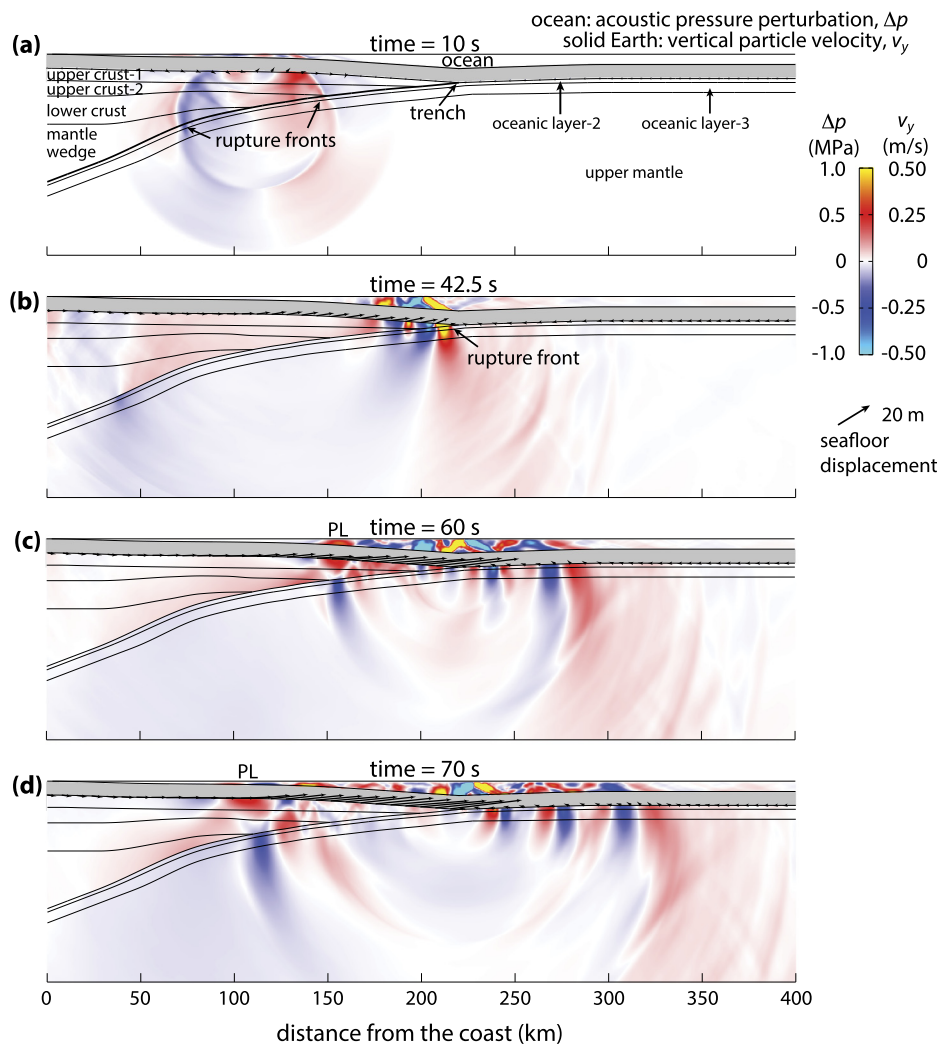 ocean: acoustic pressure perturbation, Δp
solid Earth: vertical particle velocity, vy
(a)
time = 10 s
ocean
upper crust-1
upper crust-2
lower crust
mantle
wedge
rupture fronts
trench
oceanic layer-2
oceanic layer-3
upper mantle
Δp
(MPa)
vy
(m/s)
1.0
0.50
0.5
0.25
0
0
-0.5
-0.25
-1.0
-0.50
20 m
seafloor
displacement
(b)
time = 42.5 s
rupture front
(c)
PL
time = 60 s
(d)
PL
time = 70 s
0 50 100 150 200 250 300 350 400
distance from the coast (km)